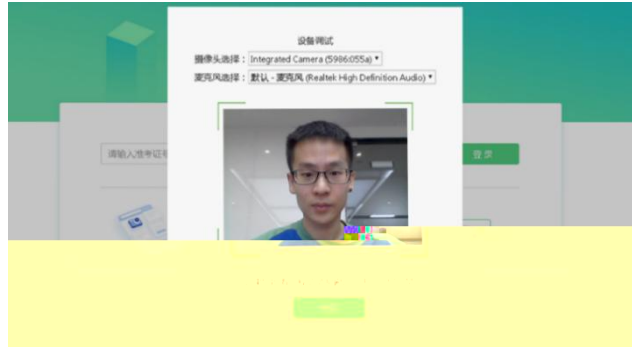 设备调试
摄像头选择： Integrated Camera (5986:055a)
麦克风选择： 默认 - 麦克风 (Realtek High Definition Audio)
请输入准考证号
登录